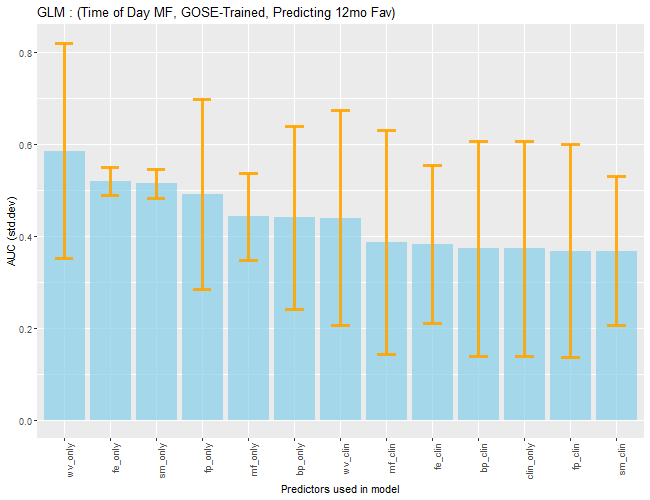 GLM : (Time of Day MF, GOSE-Trained, Predicting 12mo Fav)
AUC (std.dev)
0.8
0.6
0.4
0.2
0.0
wv_only
fe_only
sm_only
fp_only
mf_only
bp_only
wv_clin
mf_clin
fe_clin
bp_clin
clin_only
fp_clin
sm_clin
Predictors used in model